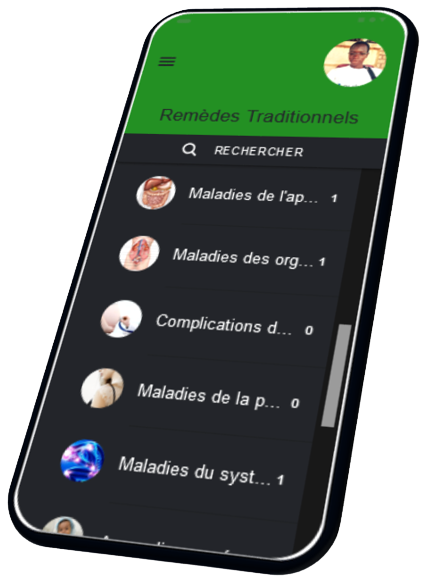 Remèdes Traditionnels
RECHERCHER
Maladies de l'ap... 1
Maladies des org... 1
Complications d... 0
Maladies de la p... 0
Maladies du syst... 1